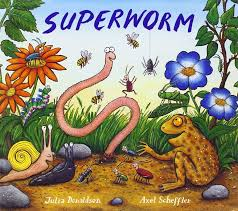 SUPERWORM
Julia Donaldson Axel Scheffler